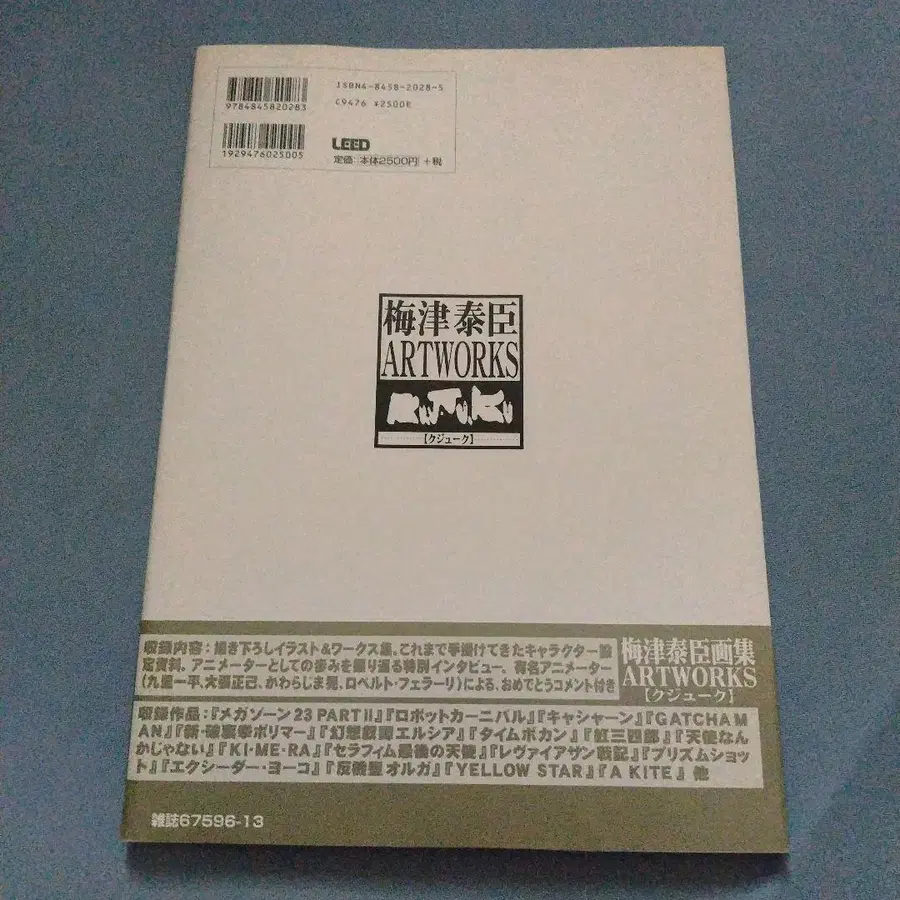 ISBN4-8458-2028-5
C9476 ¥2500E
9784845820283
1929476025005
LEED
定価:本体2500円 +税
梅津泰臣
ARTWORKS
【クジューク】
収録内容:描き下ろしイラスト&ワークス集、これまで手掛けてきたキャラクター設
定資料。アニメーターとしての歩みを振り返る特別インタビュー。有名アニメーター
(九里一平、大張正己、かわらじま晃、ロベルト・フェラーリ)による、おめでとうコメント付き
梅津泰臣画集
ARTWORKS
【クジューク】
収録作品:『メガゾーン23 PARTⅡ』『ロボットカーニバル』『キャシャーン』『GATCHAM
AN』『新・破裏拳ポリマー』『幻想叙譚エルシア』『タイムボカン』『紅三四郎』『天使なん
かじゃない』『KI・ME・RA』『セラフィム最後の天使』『レヴァイアサン戦記』『プリズムショッ
ト』『エクシーダー・ヨーコ』『反機聖オルガ』『YELLOW STAR』『A KITE』他
雑誌67596-13